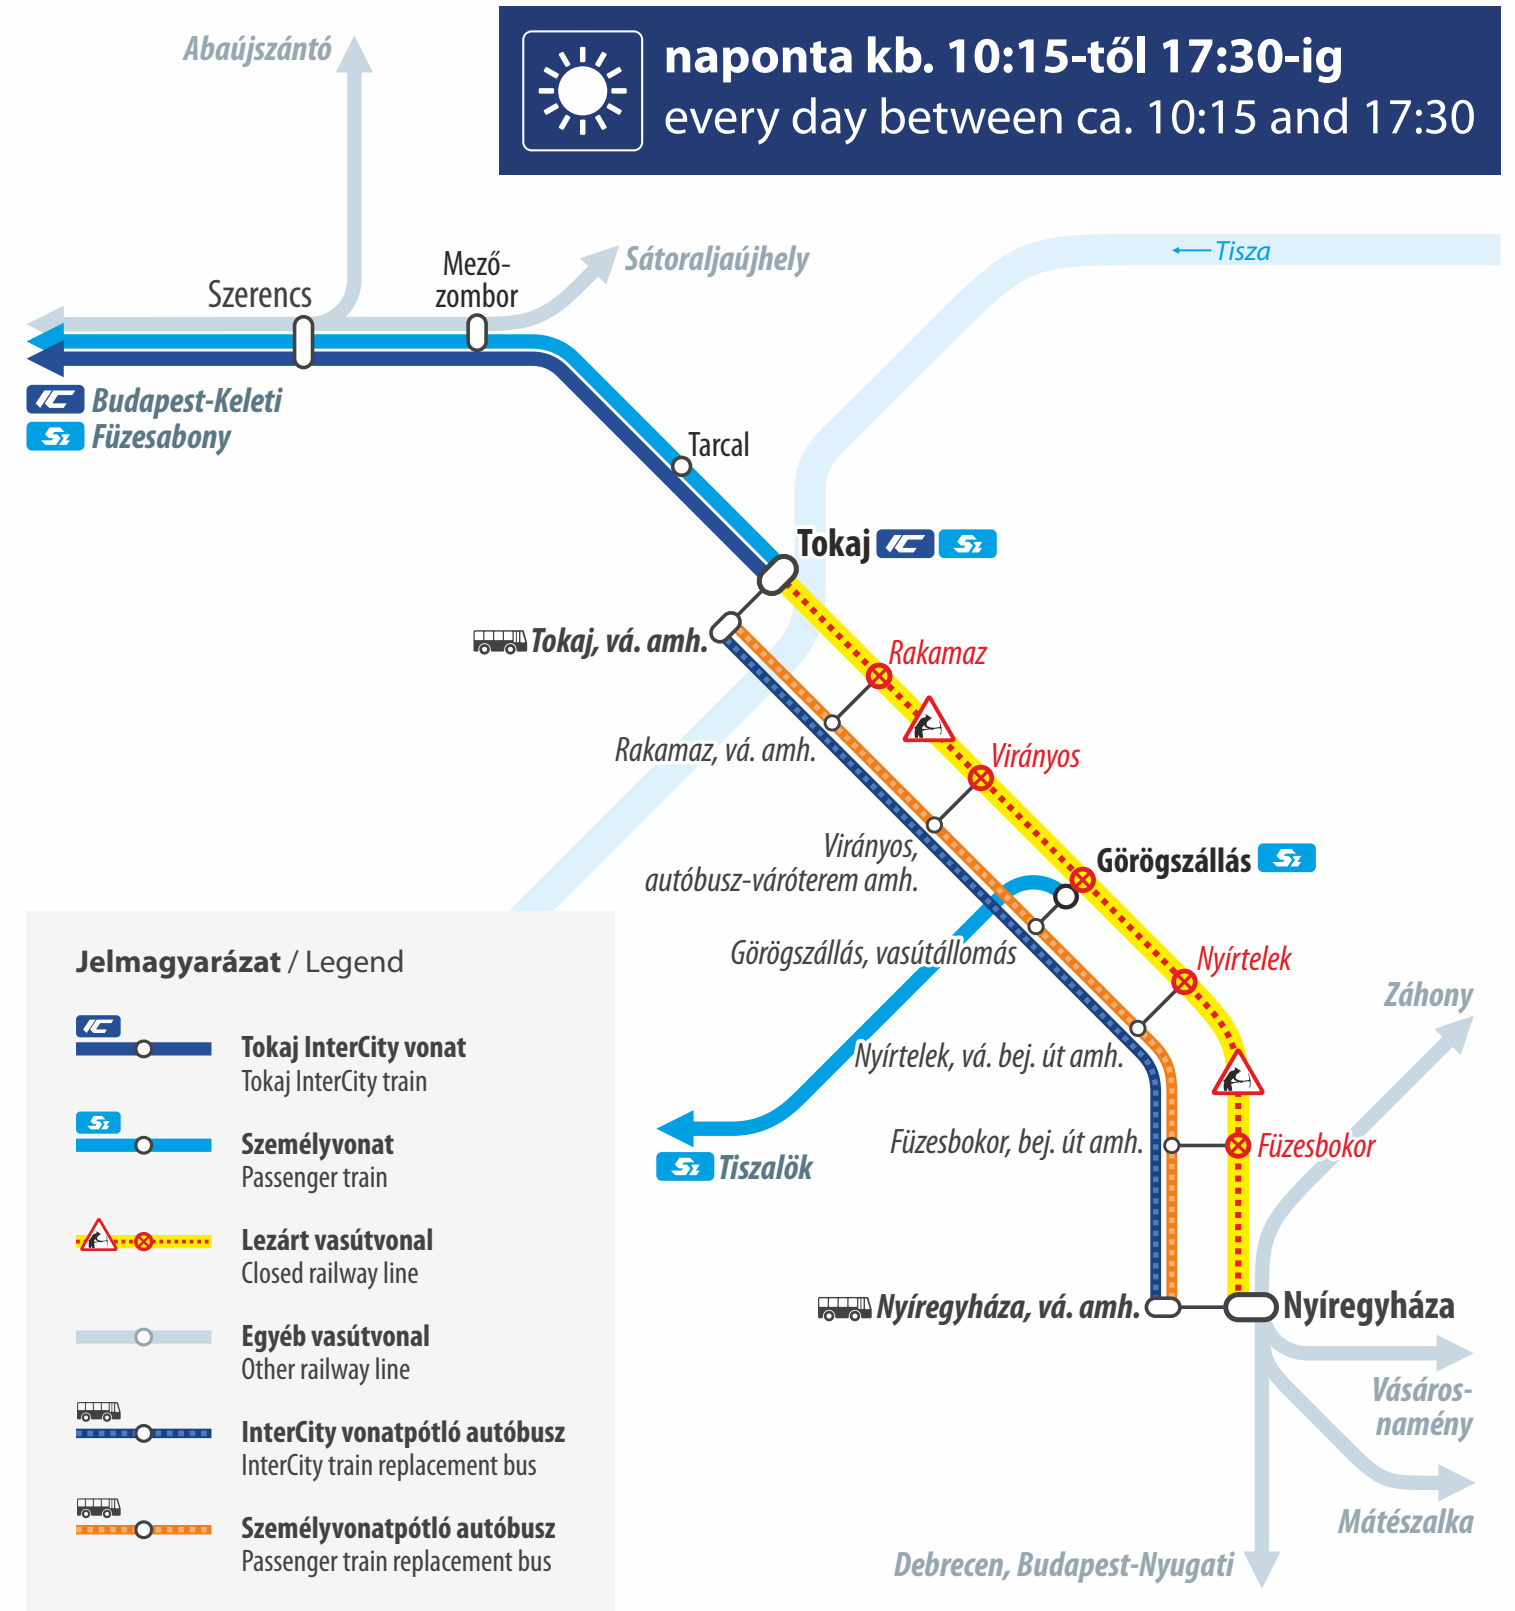 naponta kb. 10:15-től 17:30-ig
every day between ca. 10:15 and 17:30
Abaújszántó
Sátoraljaújhely
← Tisza
Szerencs
Mező-
zombor
IC Budapest-Keleti
Sz Füzesabony
Tarcal
Tokaj IC Sz
Tokaj, vá. amh.
Rakamaz
Rakamaz, vá. amh.
Virányos
Virányos,
autóbusz-váróterem amh.
Görögszállás Sz
Görögszállás, vasútállomás
Nyírtelek
Záhony
Nyírtelek, vá. bej. út amh.
Füzesbokor, bej. út amh.
Füzesbokor
Sz Tiszalök
Nyíregyháza, vá. amh.
Nyíregyháza
Vásáros-
namény
Mátészalka
Debrecen, Budapest-Nyugati
Jelmagyarázat / Legend
IC
Tokaj InterCity vonat
Tokaj InterCity train
Sz
Személyvonat
Passenger train
Lezárt vasútvonal
Closed railway line
Egyéb vasútvonal
Other railway line
InterCity vonatpótló autóbusz
InterCity train replacement bus
Személyvonatpótló autóbusz
Passenger train replacement bus